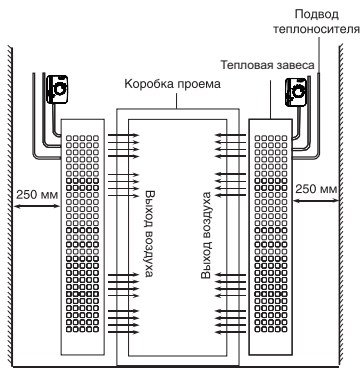 Подвод
теплоносителя
Тепловая завеса
Коробка проема
250 мм
Выход воздуха
Выход воздуха
250 мм